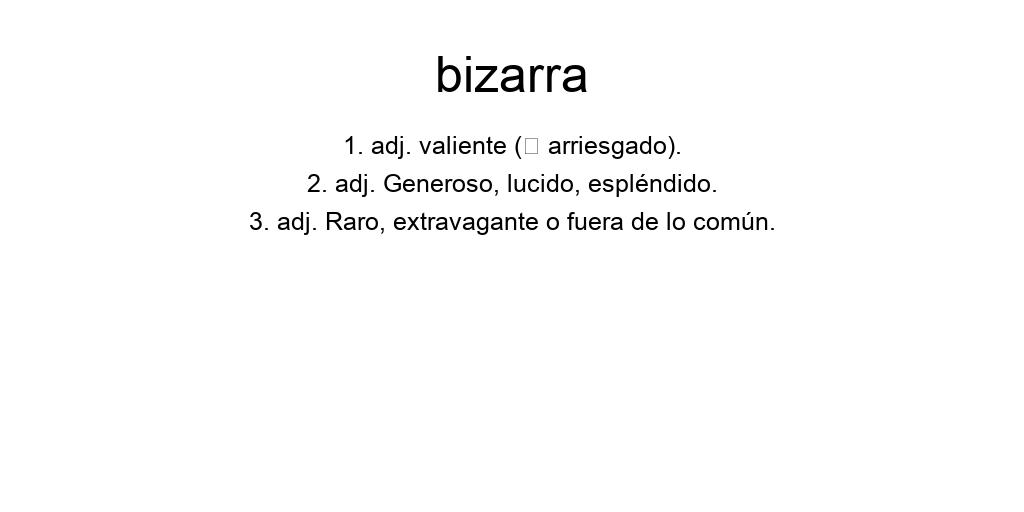 bizarra
1. adj. valiente (□ arriesgado).
2. adj. Generoso, lucido, espléndido.
3. adj. Raro, extravagante o fuera de lo común.